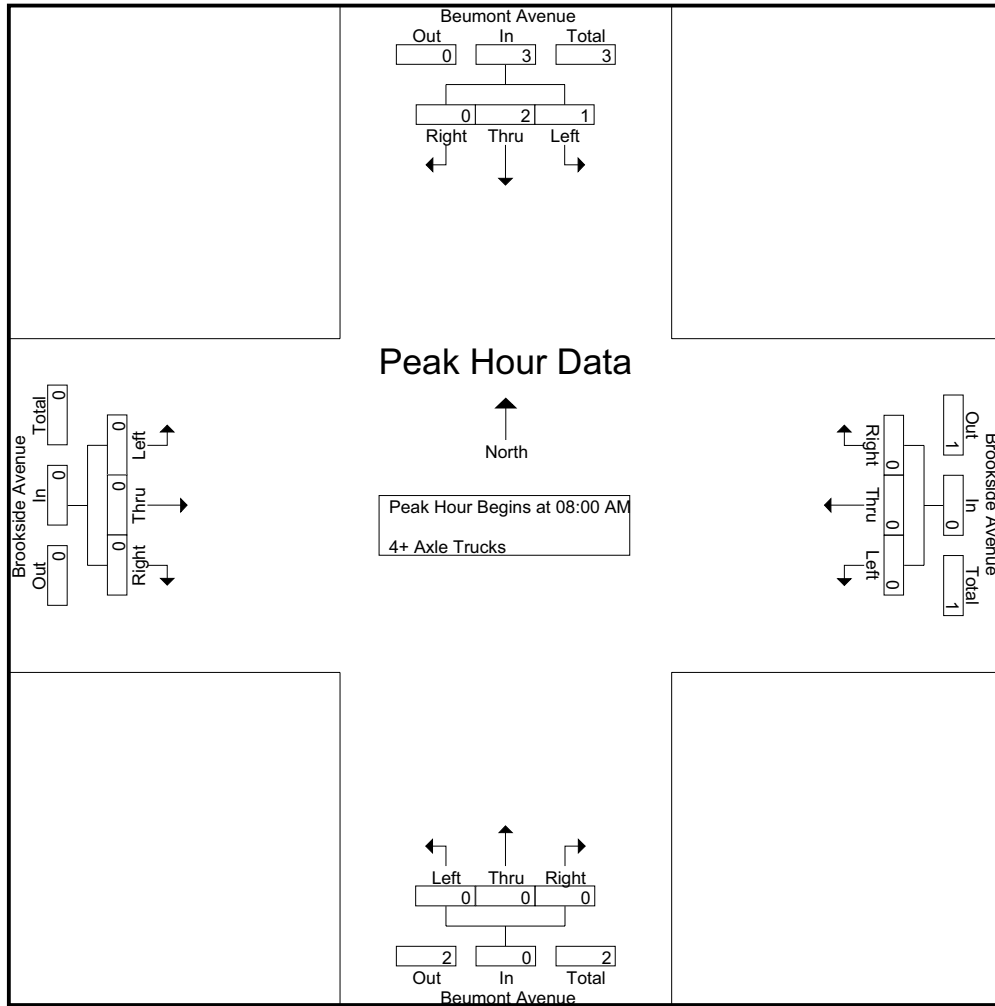 Beumont Avenue
Out In Total
0 3 3
0 2 1
Right Thru Left
Peak Hour Data
North
Peak Hour Begins at 08:00 AM
4+ Axle Trucks
Brookside Avenue
Out In Total
0 0 0
0 0 0
Right Thru Left
Brookside Avenue
Out In Total
1 0 1
Right Thru Left
0 0 0
Left Thru Right
0 0 0
2 0 2
Out In Total
Beumont Avenue